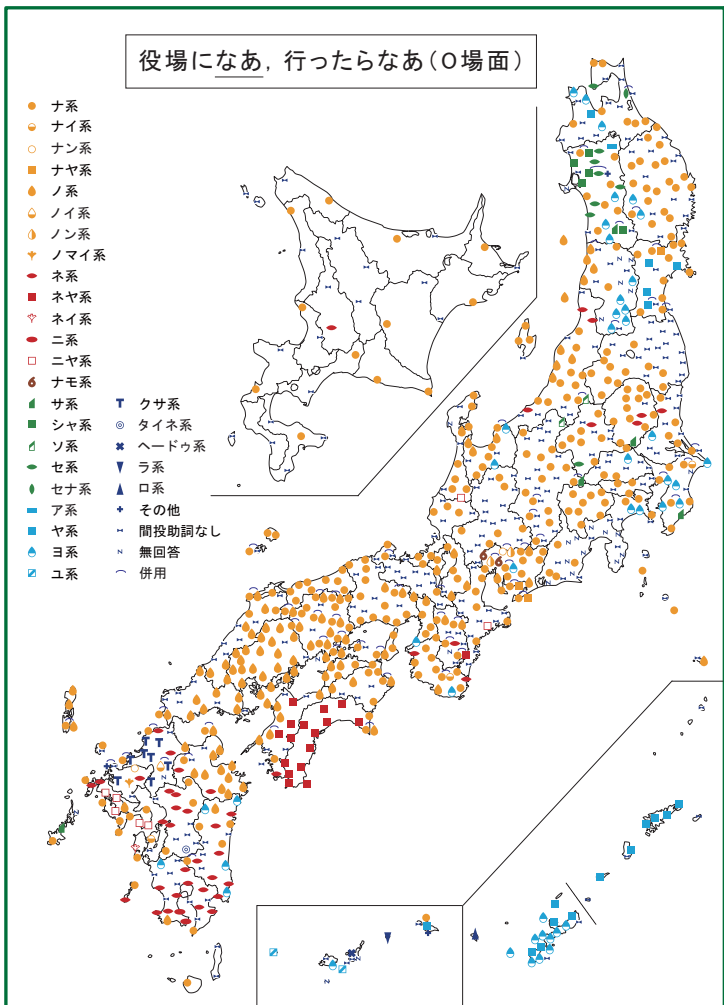 役場になあ, 行ったらなあ(O場面)
ナ系
ナイ系
ナン系
ナヤ系
ノ系
ノイ系
ノン系
ノマイ系
ネ系
ネヤ系
ネイ系
ニ系
ニヤ系
ナモ系
サ系
シャ系
ソ系
セ系
セナ系
ア系
ヤ系
ヨ系
ユ系
クサ系
タイネ系
ヘードゥ系
ラ系
ロ系
その他
間投助詞なし
無回答
併用